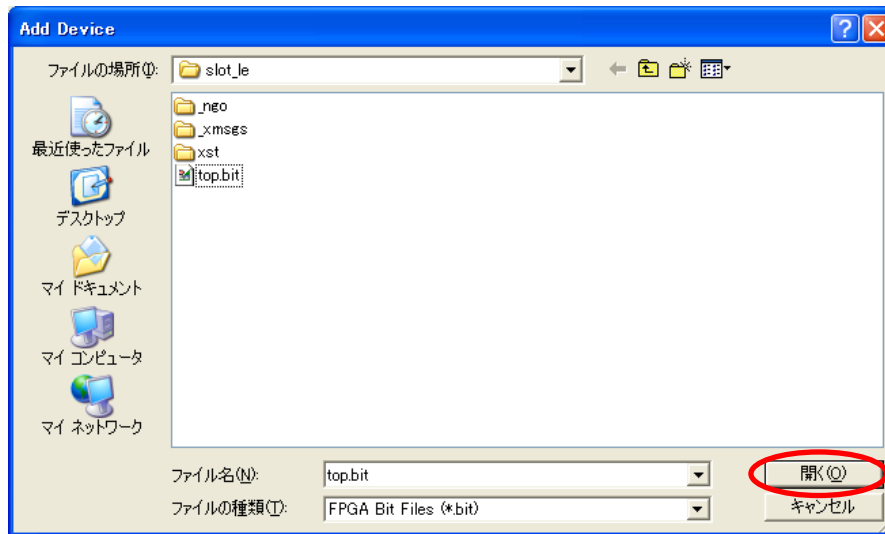 Add Device
ファイルの場所(I):
slot_le
_ngo
_xmsgs
xst
top.bit
最近使ったファイル
デスクトップ
マイ ドキュメント
マイ コンピュータ
マイ ネットワーク
ファイル名(N):
top.bit
開く(O)
ファイルの種類(T):
FPGA Bit Files (*.bit)
キャンセル